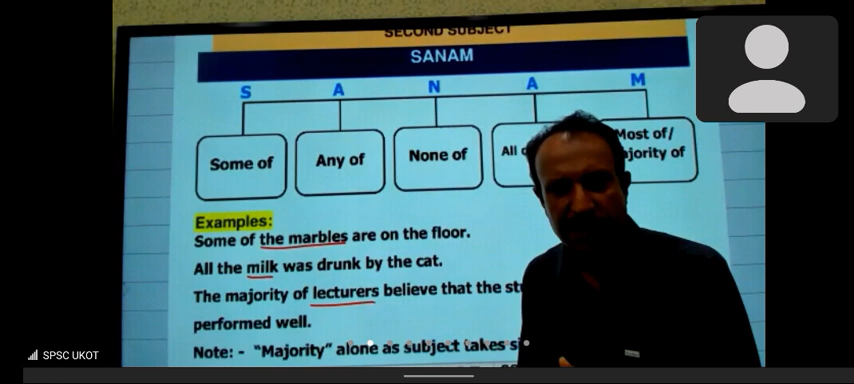 SECOND SUBJECT
SANAM
S A N A M
Some of Any of None of All Most of/
of
Examples:
Some of the marbles are on the floor.
All the milk was drunk by the cat.
The majority of lecturers believe that the
performed well.
Note: - "Majority" alone as subject takes
SPSC UKOT